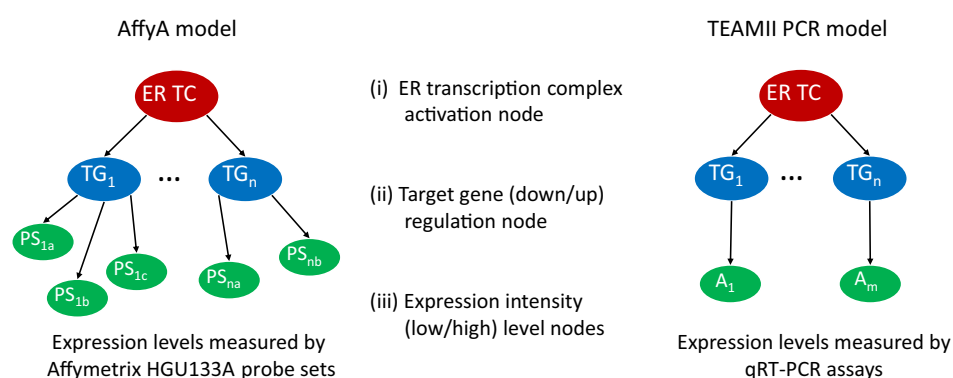 AffyA model
ER TC
TG1 ... TGn
PS1a
PS1b
PS1c
PSna
PSnb
Expression levels measured by
Affymetrix HGU133A probe sets
(i) ER transcription complex
activation node
(ii) Target gene (down/up)
regulation node
(iii) Expression intensity
(low/high) level nodes
TEAMII PCR model
ER TC
TG1 ... TGn
A1
Am
Expression levels measured by
qRT-PCR assays